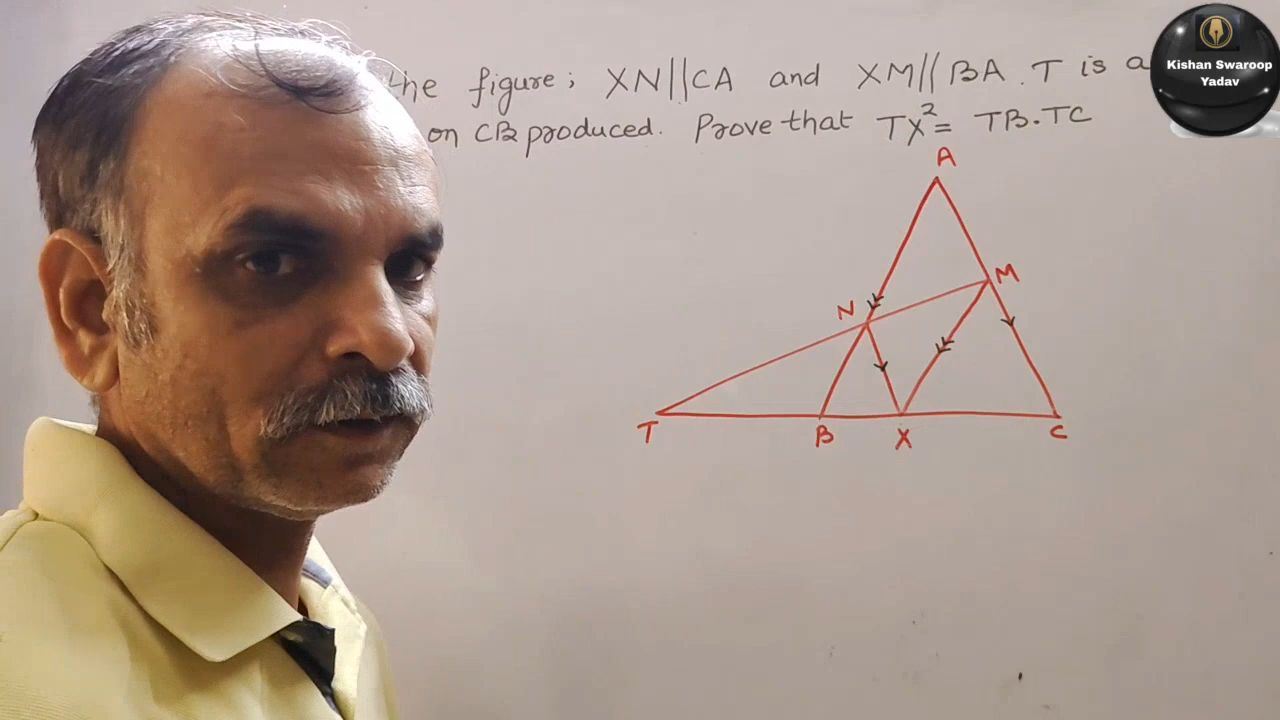 the figure; XN||CA and XM||BA. T is a
on CB produced. Prove that TX²= TB.TC
Kishan Swaroop
Yadav
A
M
N
T
B
X
C